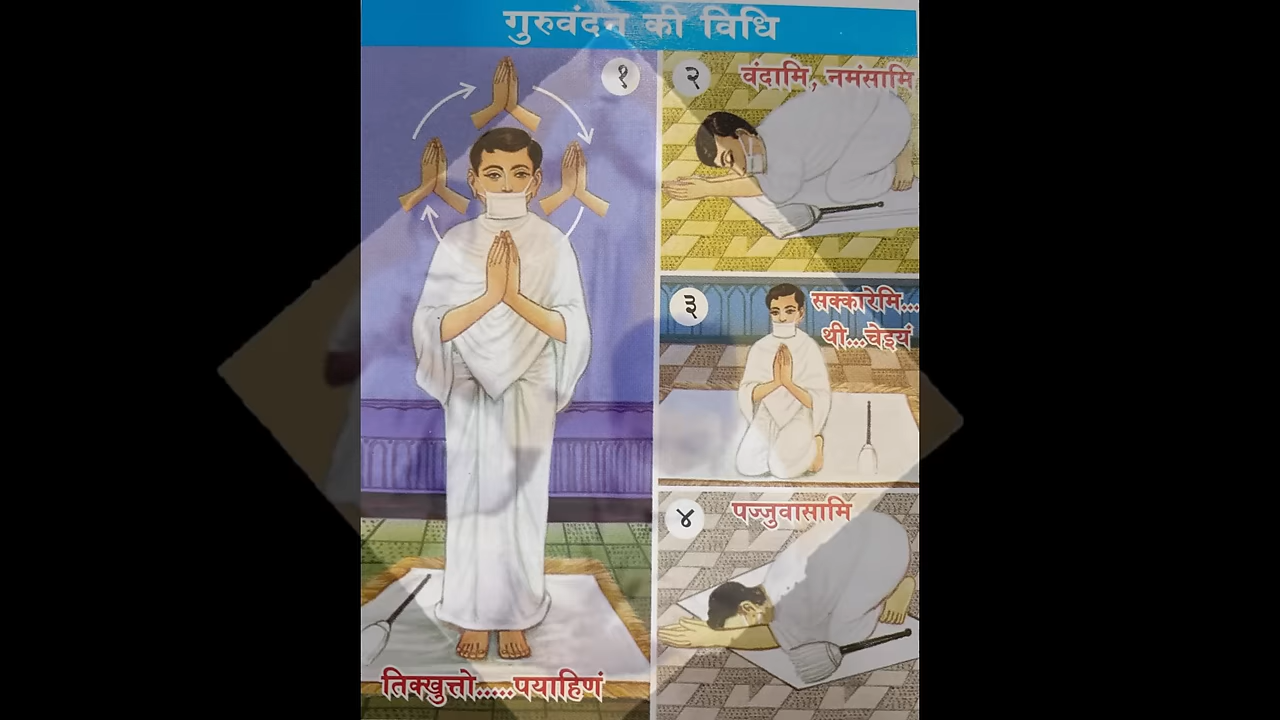 गुरुवंदन की विधि
१
तिक्खुत्तो.....पयाहिणं
२
वंदामि, नमंसामि
३
सक्कारेमि...
थी...चेइयं
४
पज्जुवासामि